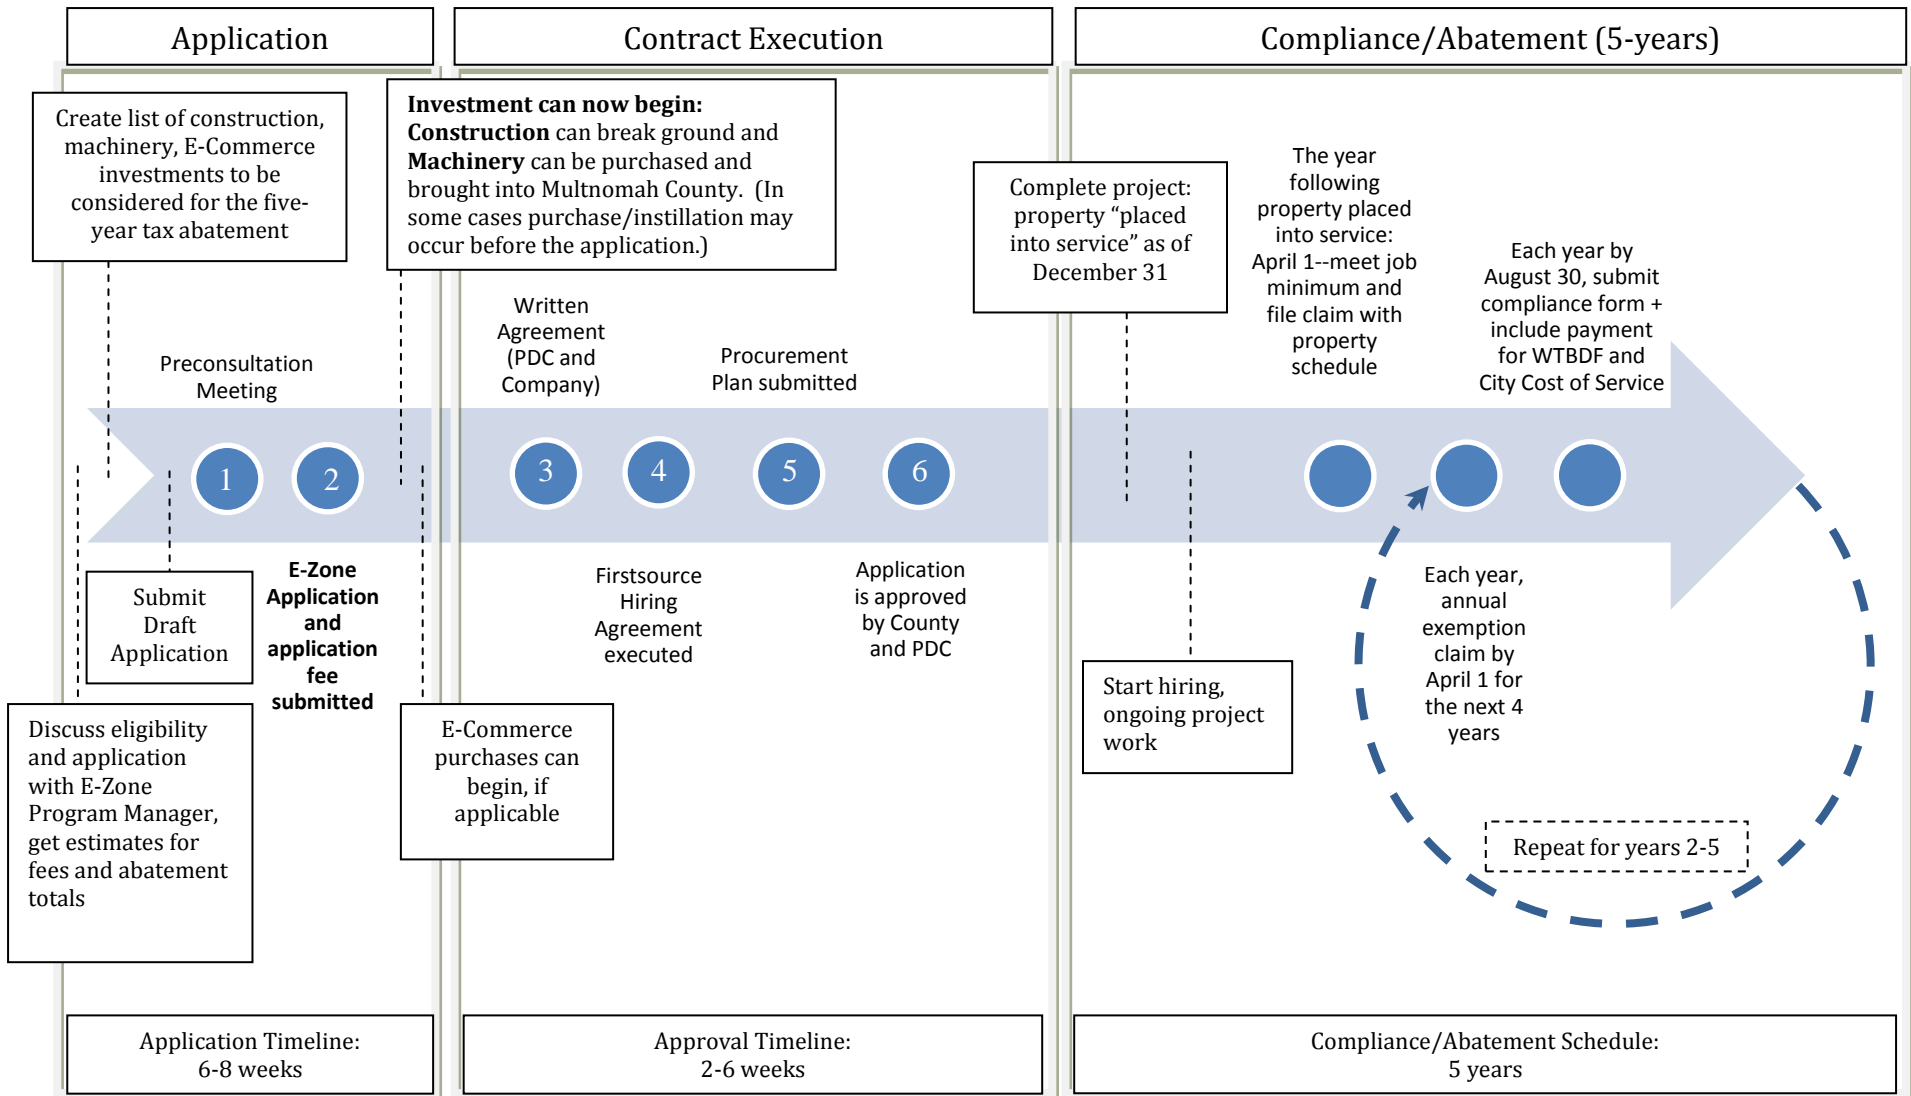 Application
Contract Execution
Compliance/Abatement (5-years)
Create list of construction,
machinery, E-Commerce
investments to be
considered for the five-
year tax abatement
Investment can now begin:
Construction can break ground and
Machinery can be purchased and
brought into Multnomah County.  (In
some cases purchase/instillation may
occur before the application.)
Preconsultation
Meeting
Written
Agreement
(PDC and
Company)
Procurement
Plan submitted
Complete project:
property “placed
into service” as of
December 31
The year
following
property placed
into service:
April 1--meet job
minimum and
file claim with
property
schedule
Each year by
August 30, submit
compliance form +
include payment
for WTBDF and
City Cost of Service
1
2
3
4
5
6
Submit
Draft
Application
E-Zone
Application
and
application
fee
submitted
Firstsource
Hiring
Agreement
executed
Application
is approved
by County
and PDC
Each year,
annual
exemption
claim by
April 1 for
the next 4
years
Discuss eligibility
and application
with E-Zone
Program Manager,
get estimates for
fees and abatement
totals
E-Commerce
purchases can
begin, if
applicable
Start hiring,
ongoing project
work
Repeat for years 2-5
Application Timeline:
6-8 weeks
Approval Timeline:
2-6 weeks
Compliance/Abatement Schedule:
5 years